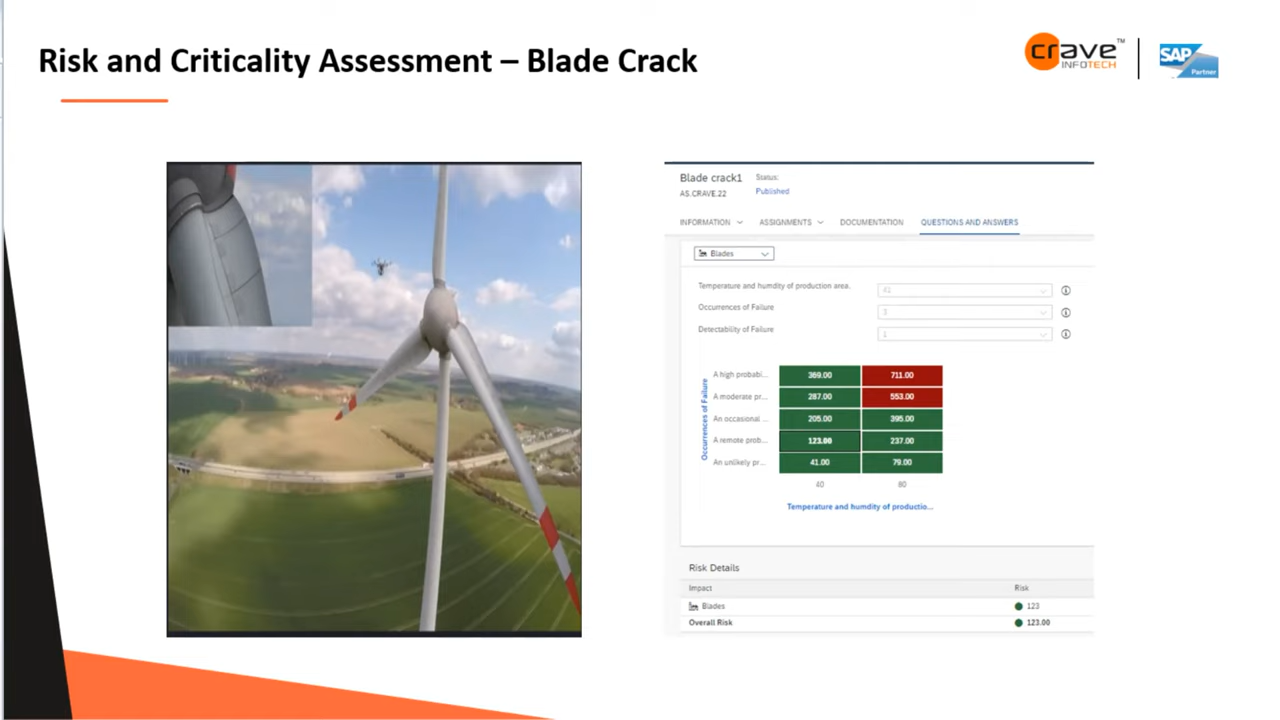 Risk and Criticality Assessment – Blade Crack
crave™
INFOTECH
SAP
Partner
Blade crack1
Status:
AS.CRAVE.22
Published
INFORMATION
ASSIGNMENTS
DOCUMENTATION
QUESTIONS AND ANSWERS
Blades
Temperature and humdity of production area.
41
Occurrences of Failure
3
Detectability of Failure
1
Occurrences of Failure
A high probabi... 369.00 711.00
A moderate pr... 287.00 553.00
An occasional ... 205.00 395.00
A remote prob... 123.00 237.00
An unlikely pr... 41.00 79.00
40 80
Temperature and humdity of productio...
Risk Details
Impact Risk
Blades 123
Overall Risk 123.00